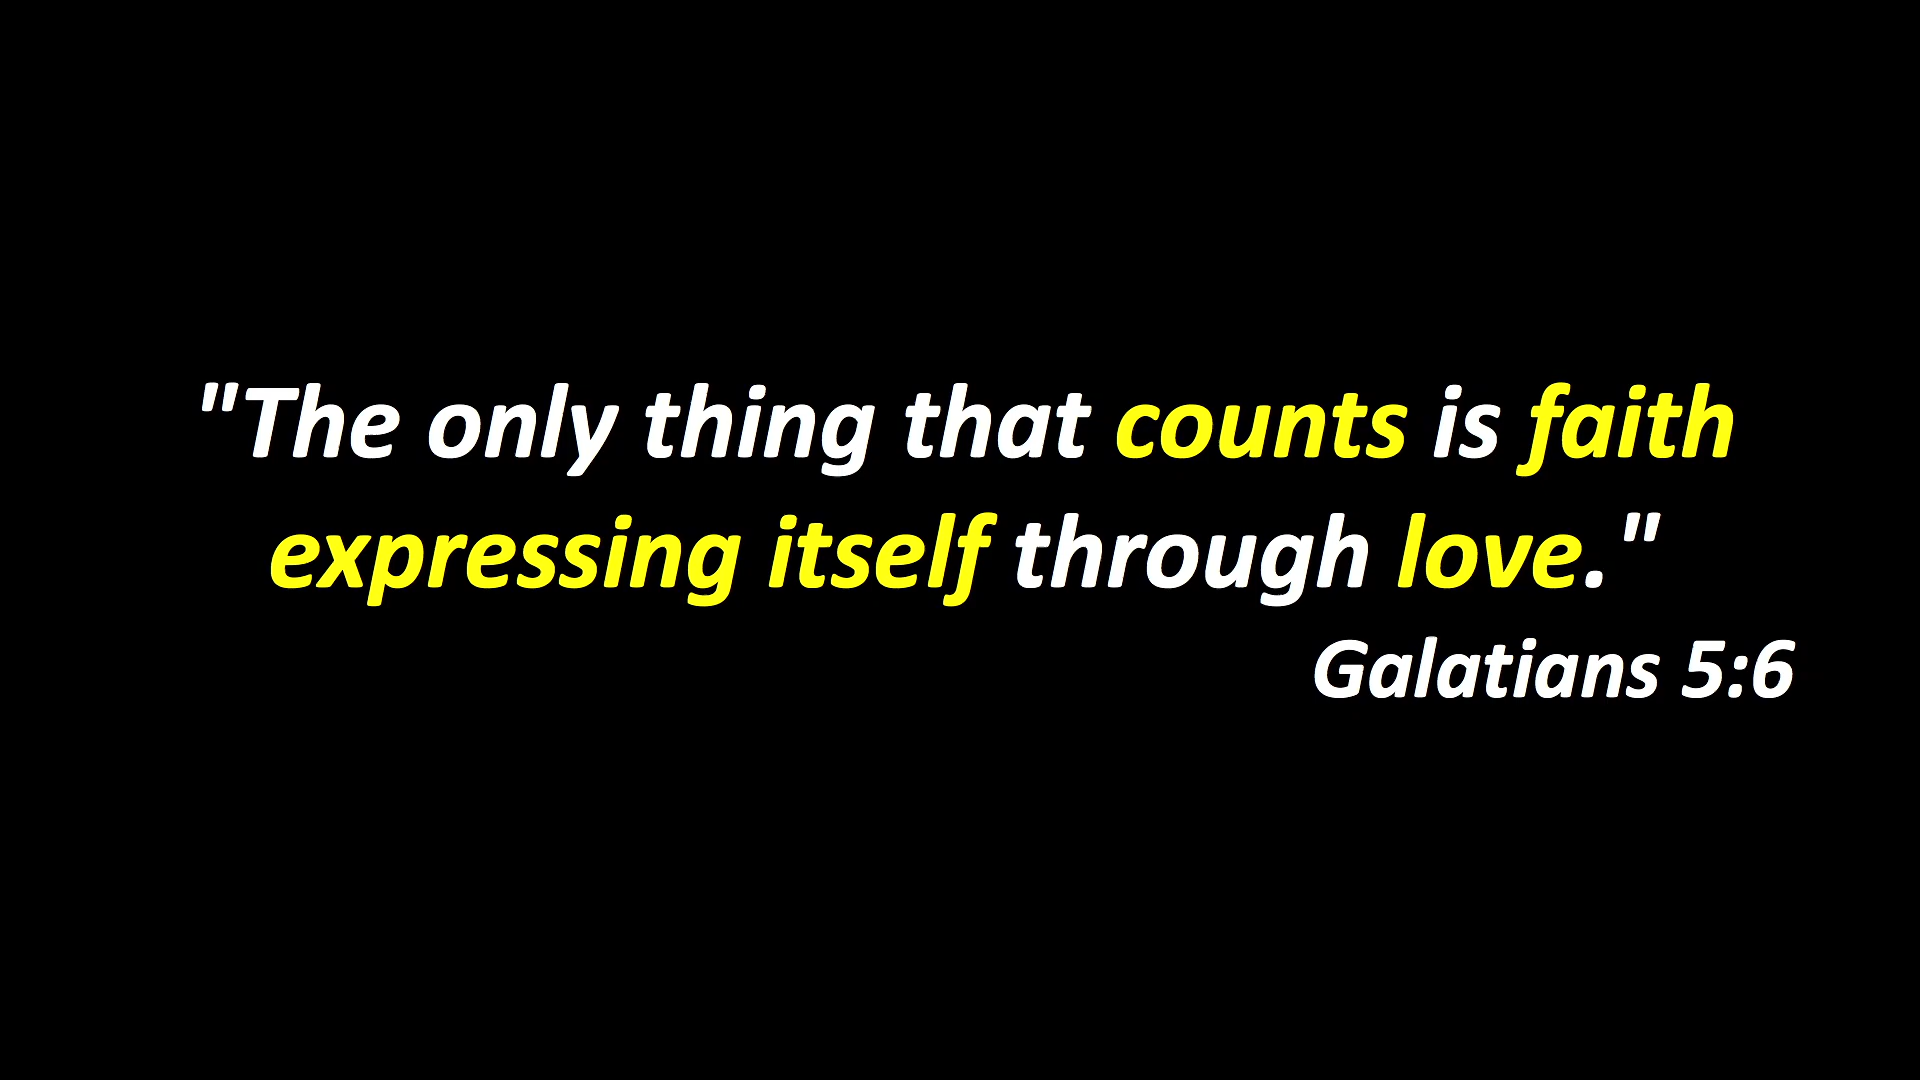 "The only thing that counts is faith
expressing itself through love."
Galatians 5:6